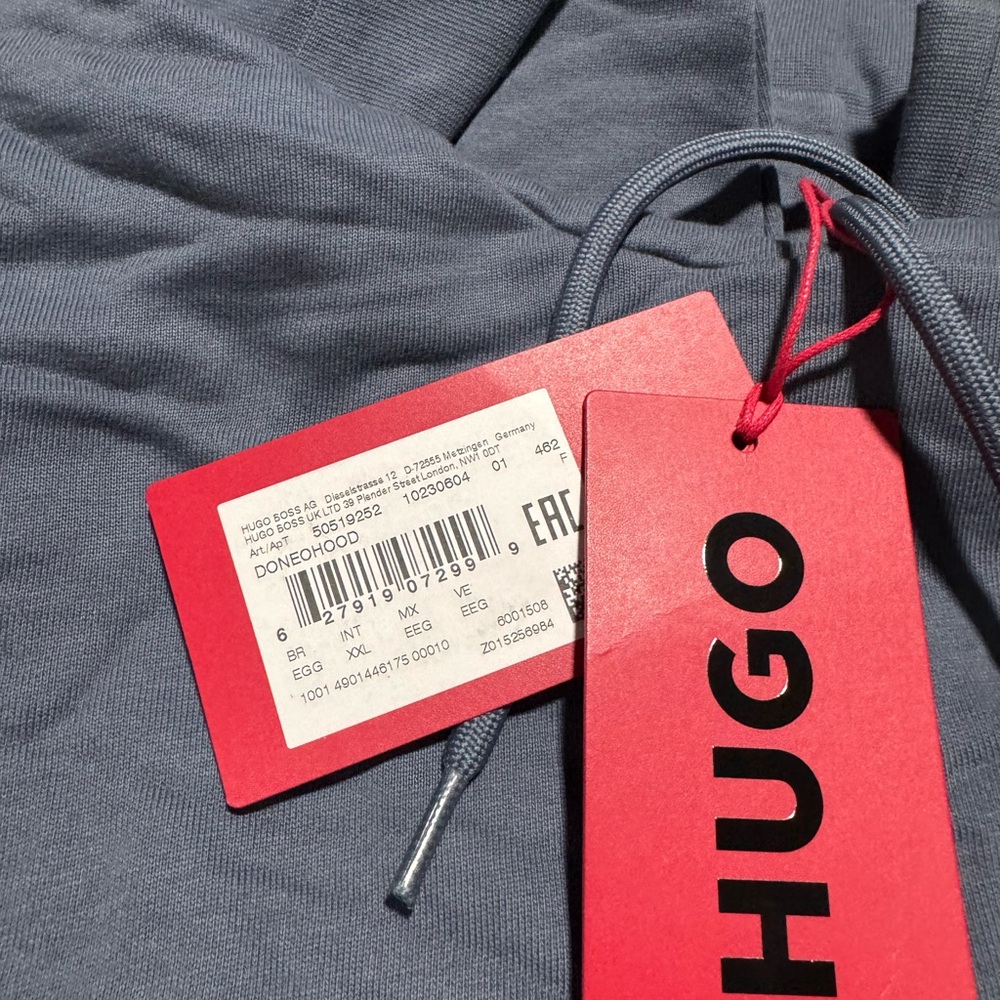 HUGO BOSS AG Dieselstrasse 12 D-72555 Metzingen Germany
HUGO BOSS UK LTD 39 Plender Street London, NW1 0DT
Art./ApT 50519252 10230604 01 462
F
DONEOHOOD
EAC
6 27919 07299 9
BR INT MX VE
EGG XXL EEG EEG
1001 4901446175 00010
6001508
Z015256984
HUGO